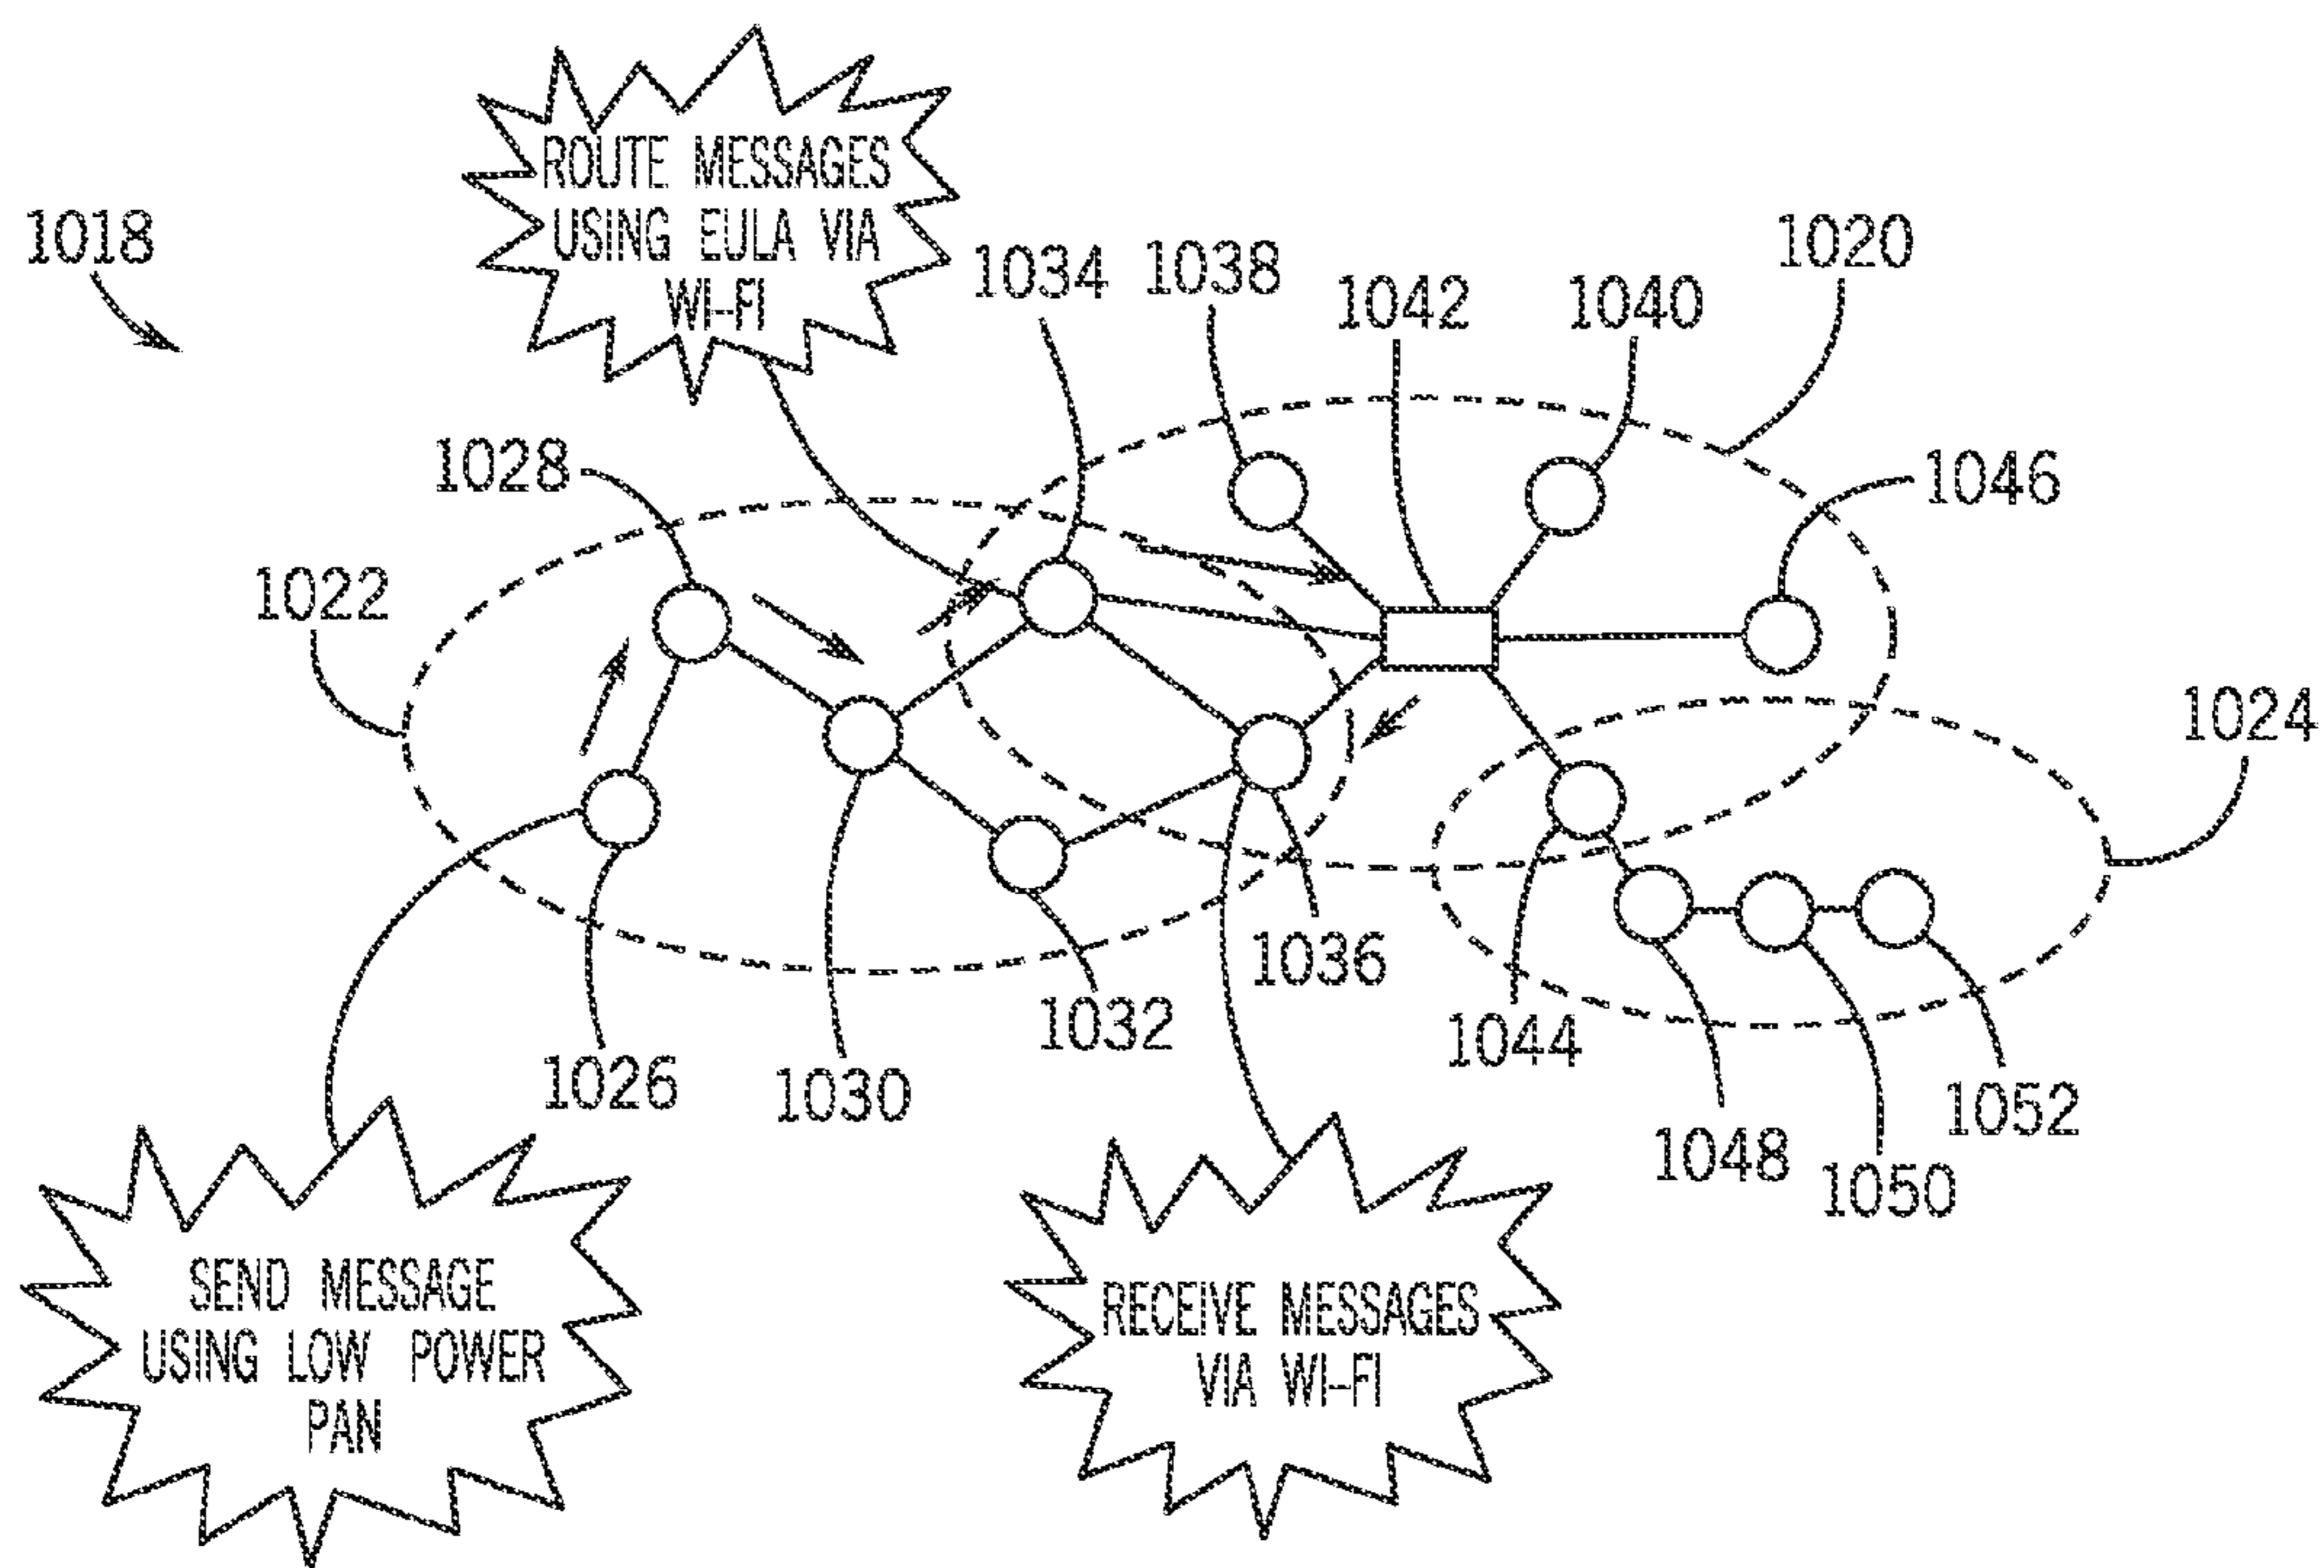 ROUTE MESSAGES
USING EULA VIA
WI-FI
1018
1034
1038
1042
1040
1020
1028
1046
1022
1024
1036
1032
1044
1026
1030
1052
1048
1050
SEND MESSAGE
USING LOW POWER
PAN
RECEIVE MESSAGES
VIA WI-FI